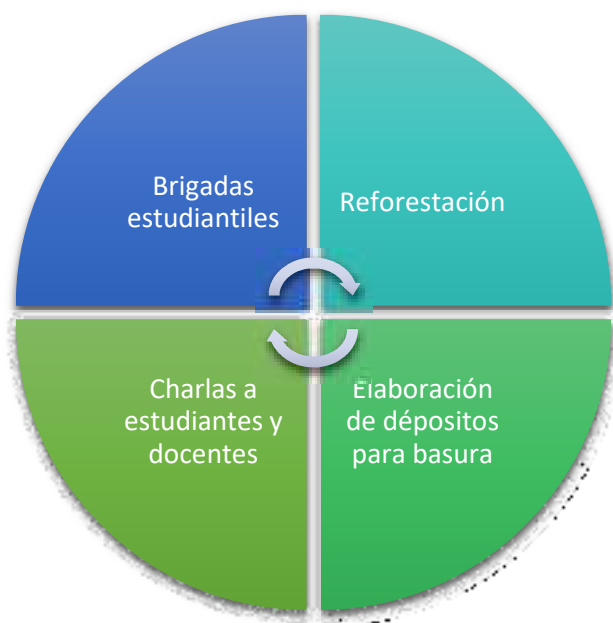 Brigadas
estudiantiles
Reforestación
Charlas a
estudiantes y
docentes
Elaboración
de dépositos
para basura